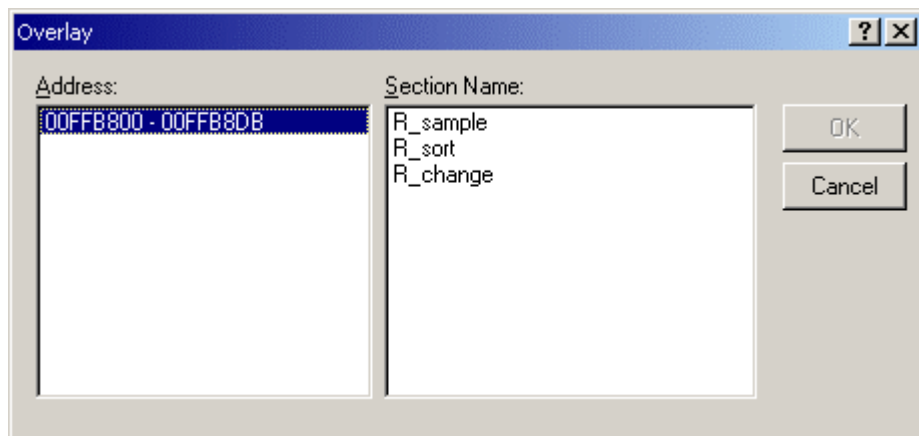 Overlay
Address:
00FFB800 - 00FFB8DB
Section Name:
R_sample
R_sort
R_change
OK
Cancel